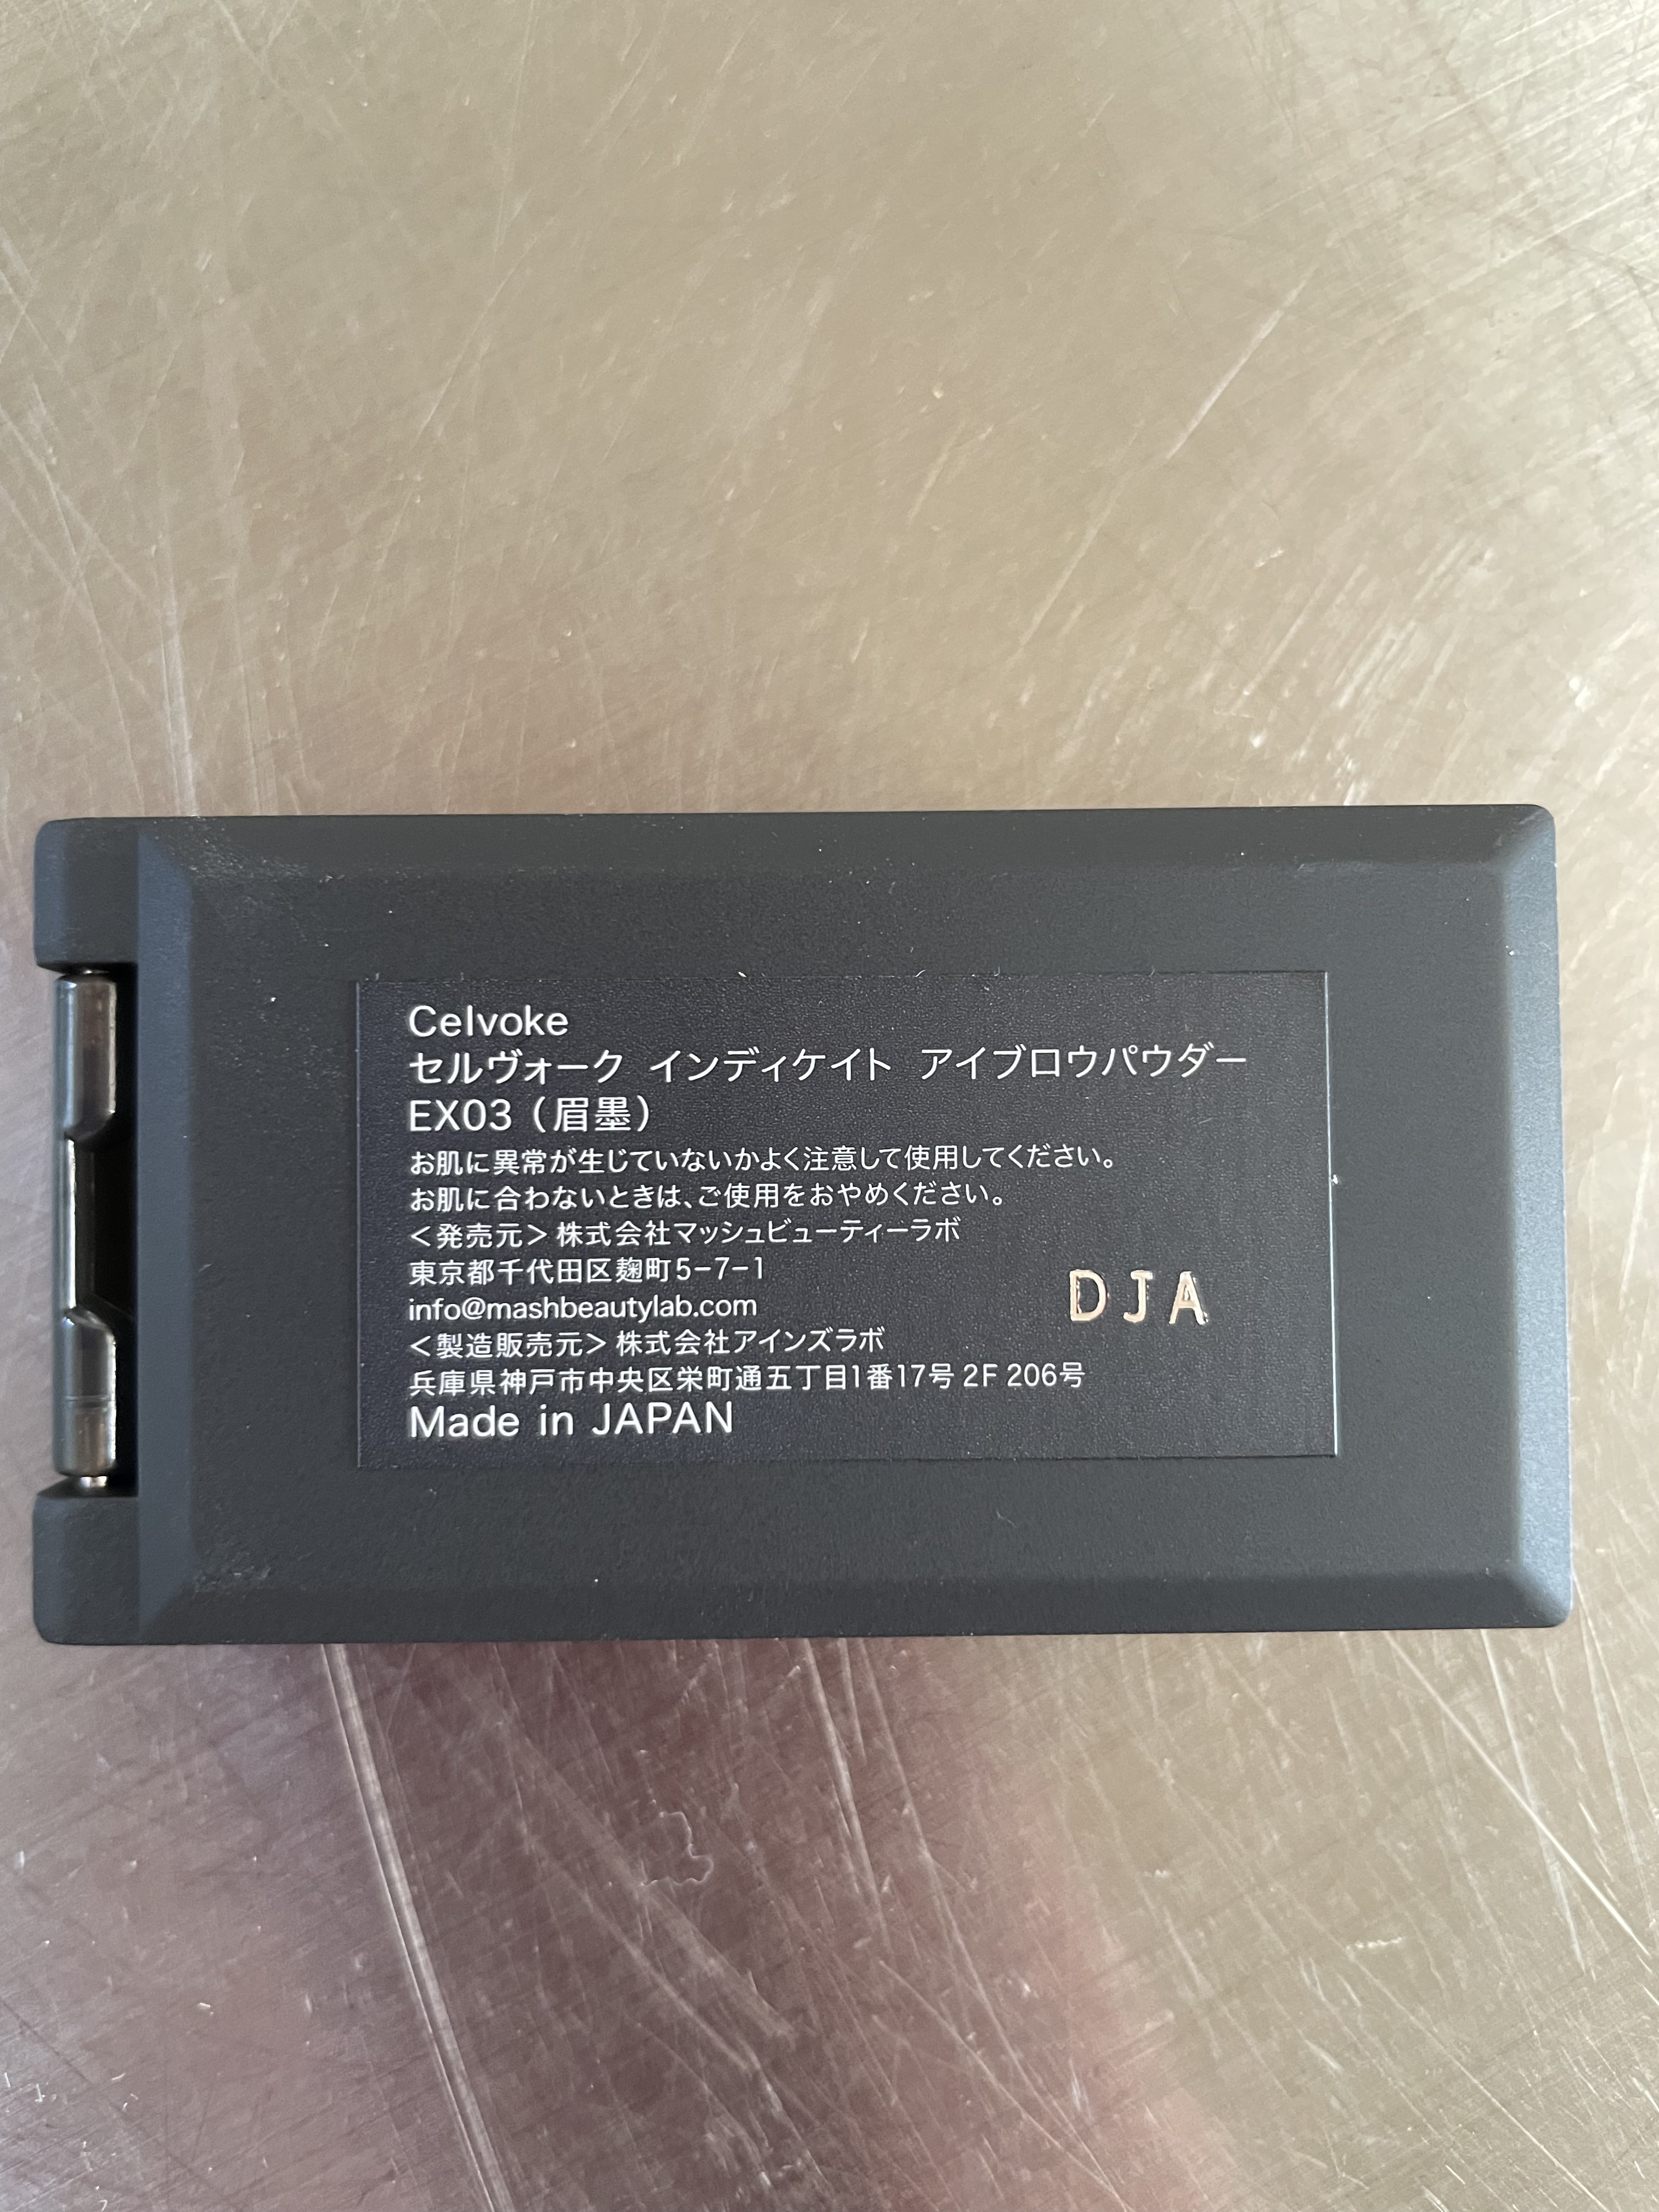 Celvoke
セルヴォーク インディケイト アイブロウパウダー
EX03（眉墨）
お肌に異常が生じていないかよく注意して使用してください。
お肌に合わないときは、ご使用をおやめください。
＜発売元＞株式会社マッシュビューティーラボ
東京都千代田区麹町5-7-1
info@mashbeautylab.com
＜製造販売元＞株式会社アインズラボ
兵庫県神戸市中央区栄町通五丁目1番17号 2F 206号
Made in JAPAN
DJA